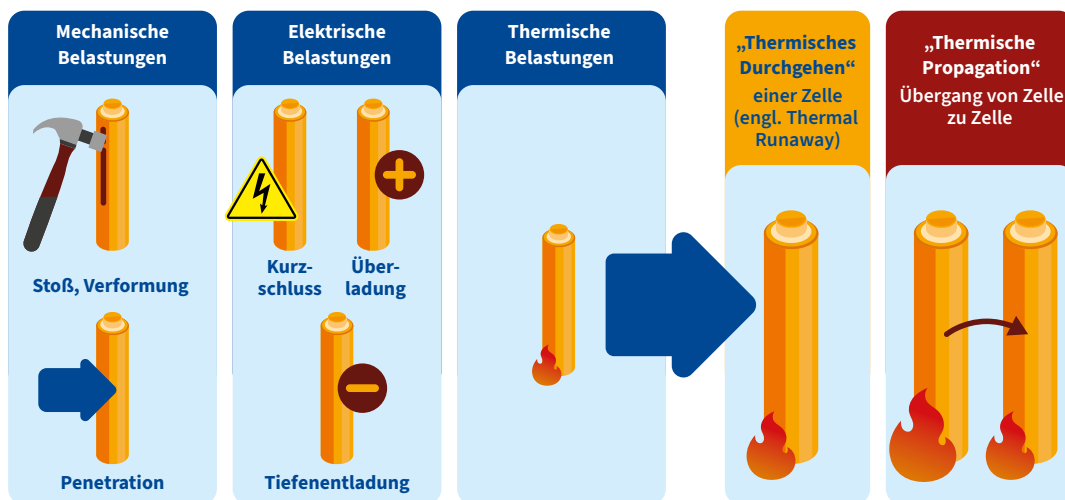 Mechanische
Belastungen
Stoß, Verformung
Penetration
Elektrische
Belastungen
Kurz-
schluss
Über-
ladung
Tiefenentladung
Thermische
Belastungen
„Thermisches
Durchgehen“
einer Zelle
(engl. Thermal
Runaway)
„Thermische
Propagation“
Übergang von Zelle
zu Zelle